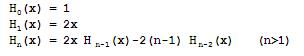 H₀(x) = 1
H₁(x) = 2x
Hₙ(x) = 2x Hₙ₋₁(x)-2(n-1) Hₙ₋₂(x) (n>1)